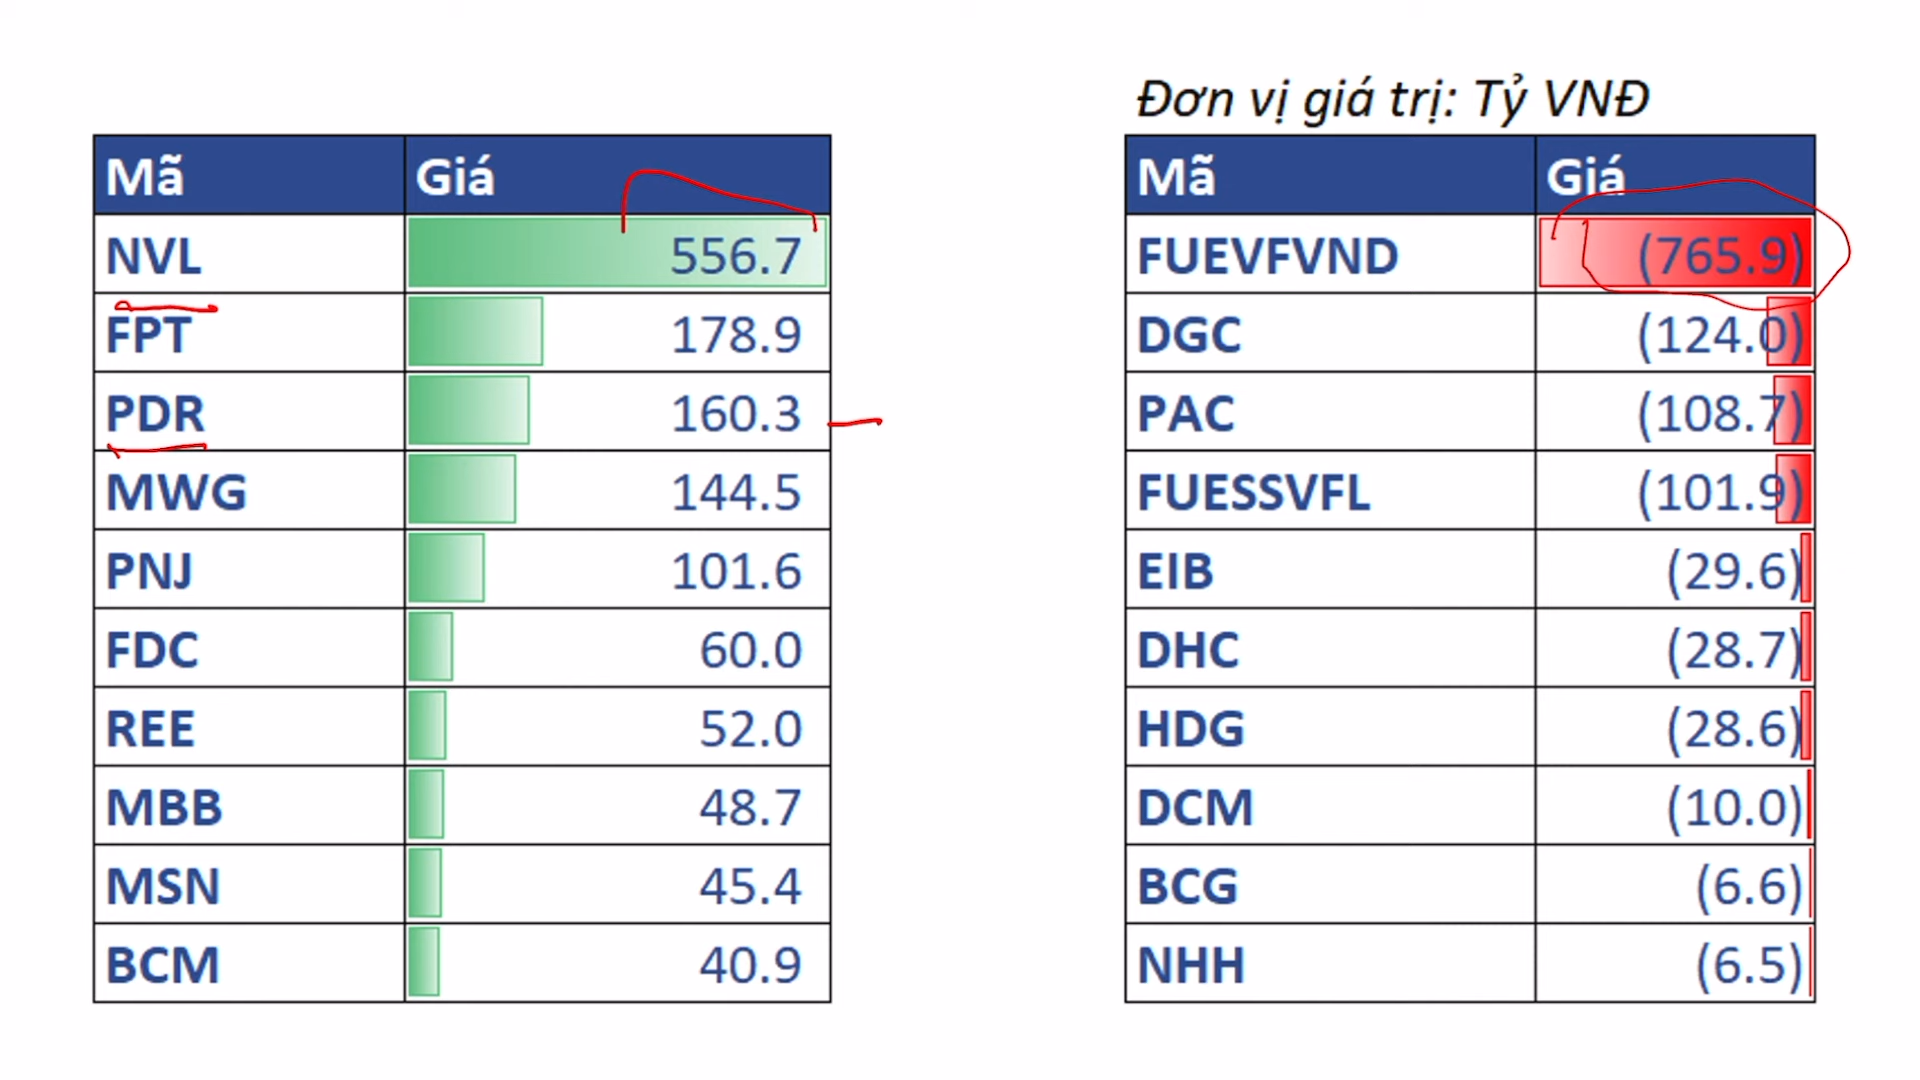 Đơn vị giá trị: Tỷ VNĐ
Mã Giá
NVL 556.7
FPT 178.9
PDR 160.3
MWG 144.5
PNJ 101.6
FDC 60.0
REE 52.0
MBB 48.7
MSN 45.4
BCM 40.9
Mã Giá
FUEVFVND (765.9)
DGC (124.0)
PAC (108.7)
FUESSVFL (101.9)
EIB (29.6)
DHC (28.7)
HDG (28.6)
DCM (10.0)
BCG (6.6)
NHH (6.5)